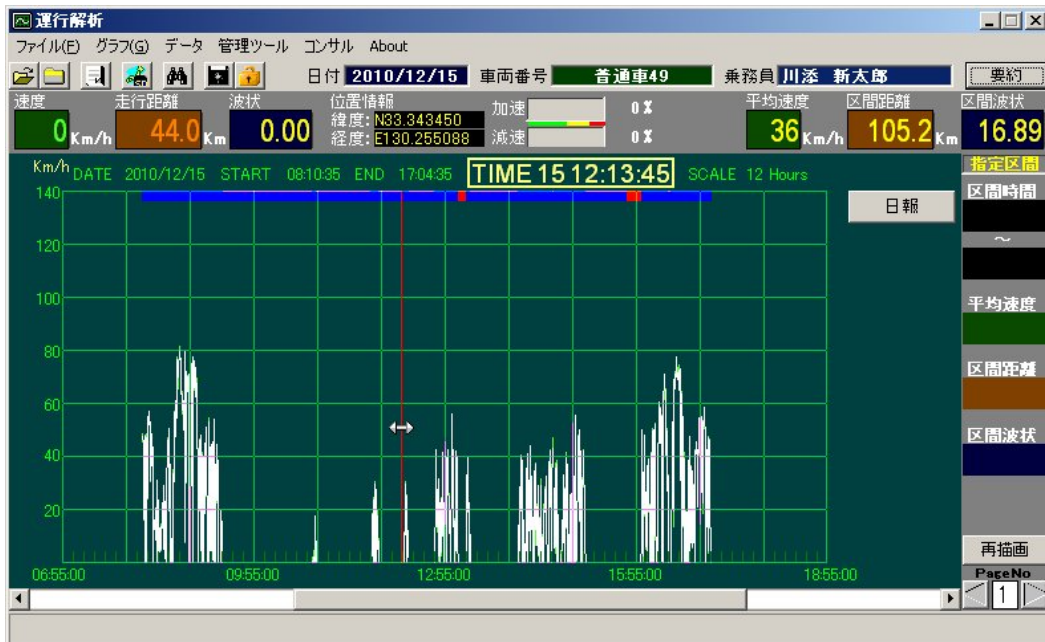 運行解析
ファイル(F) グラフ(G) データ 管理ツール コンサル About
日付 2010/12/15 車両番号 普通車49 乗務員 川添 新太郎 要約
速度 走行距離 波状 位置情報 加速 0% 平均速度 区間距離 区間波状
0 Km/h 44.0 Km 0.00 緯度: N33.343450 経度: E130.255088 減速 0% 36 Km/h 105.2 Km 16.89
Km/h DATE 2010/12/15 START 08:10:35 END 17:04:35 TIME 15 12:13:45 SCALE 12 Hours
指定区間
140
日報
区間時間
120
～
100
平均速度
80
区間距離
60
区間波状
40
20
再描画
06:55:00 09:55:00 12:55:00 15:55:00 18:55:00
PageNo
1